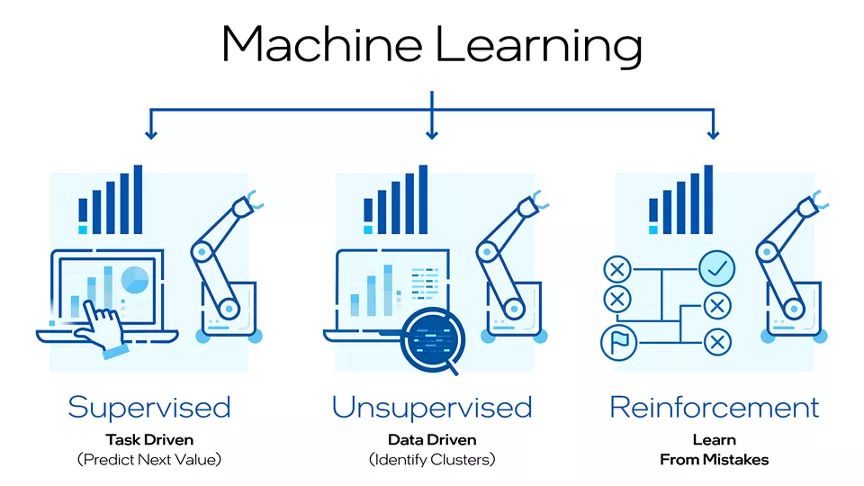 Machine Learning
Supervised
Task Driven
(Predict Next Value)
Unsupervised
Data Driven
(Identify Clusters)
Reinforcement
Learn
From Mistakes